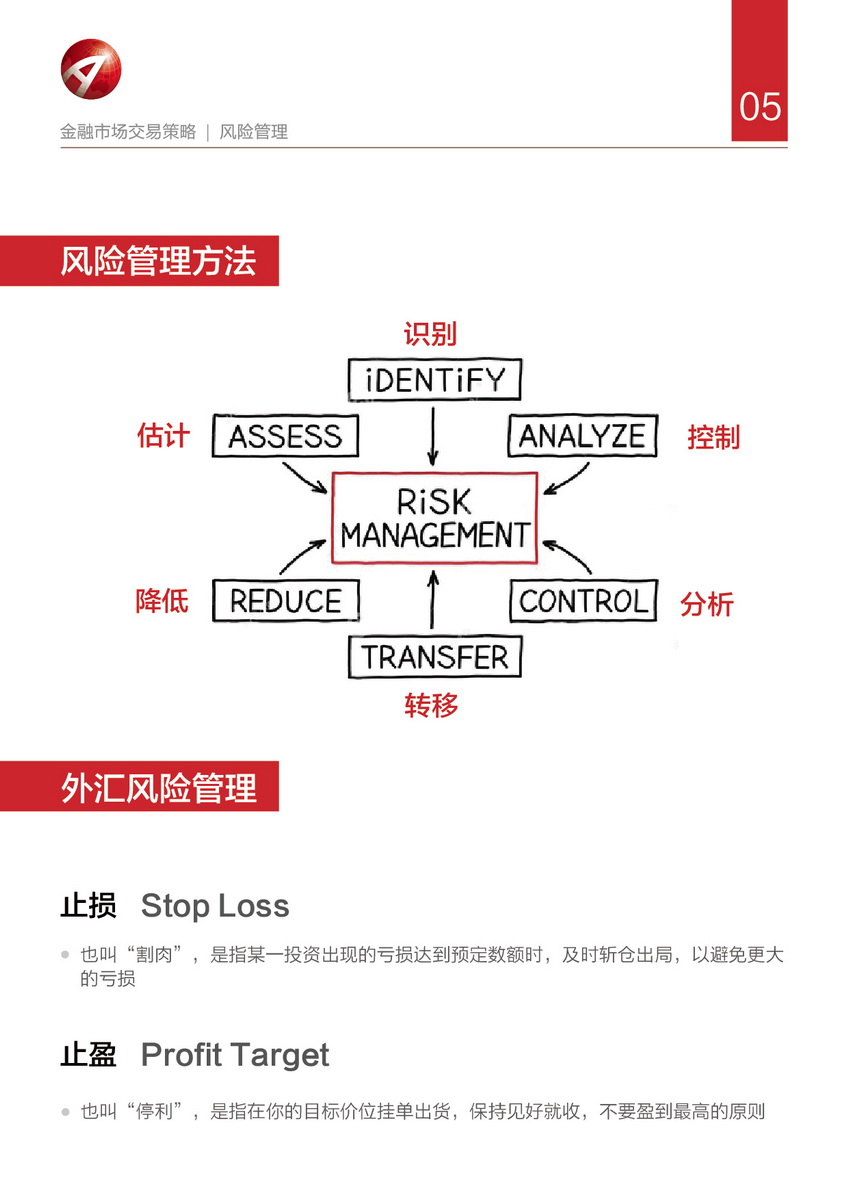 05
金融市场交易策略 | 风险管理
风险管理方法
识别
iDENTiFY
估计
ASSESS
ANALYZE
控制
RiSK
MANAGEMENT
降低
REDUCE
CONTROL
分析
TRANSFER
转移
外汇风险管理
止损 Stop Loss
也叫“割肉”，是指某一投资出现的亏损达到预定数额时，及时斩仓出局，以避免更大
的亏损
止盈 Profit Target
也叫“停利”，是指在你的目标价位挂单出货，保持见好就收，不要盈到最高的原则